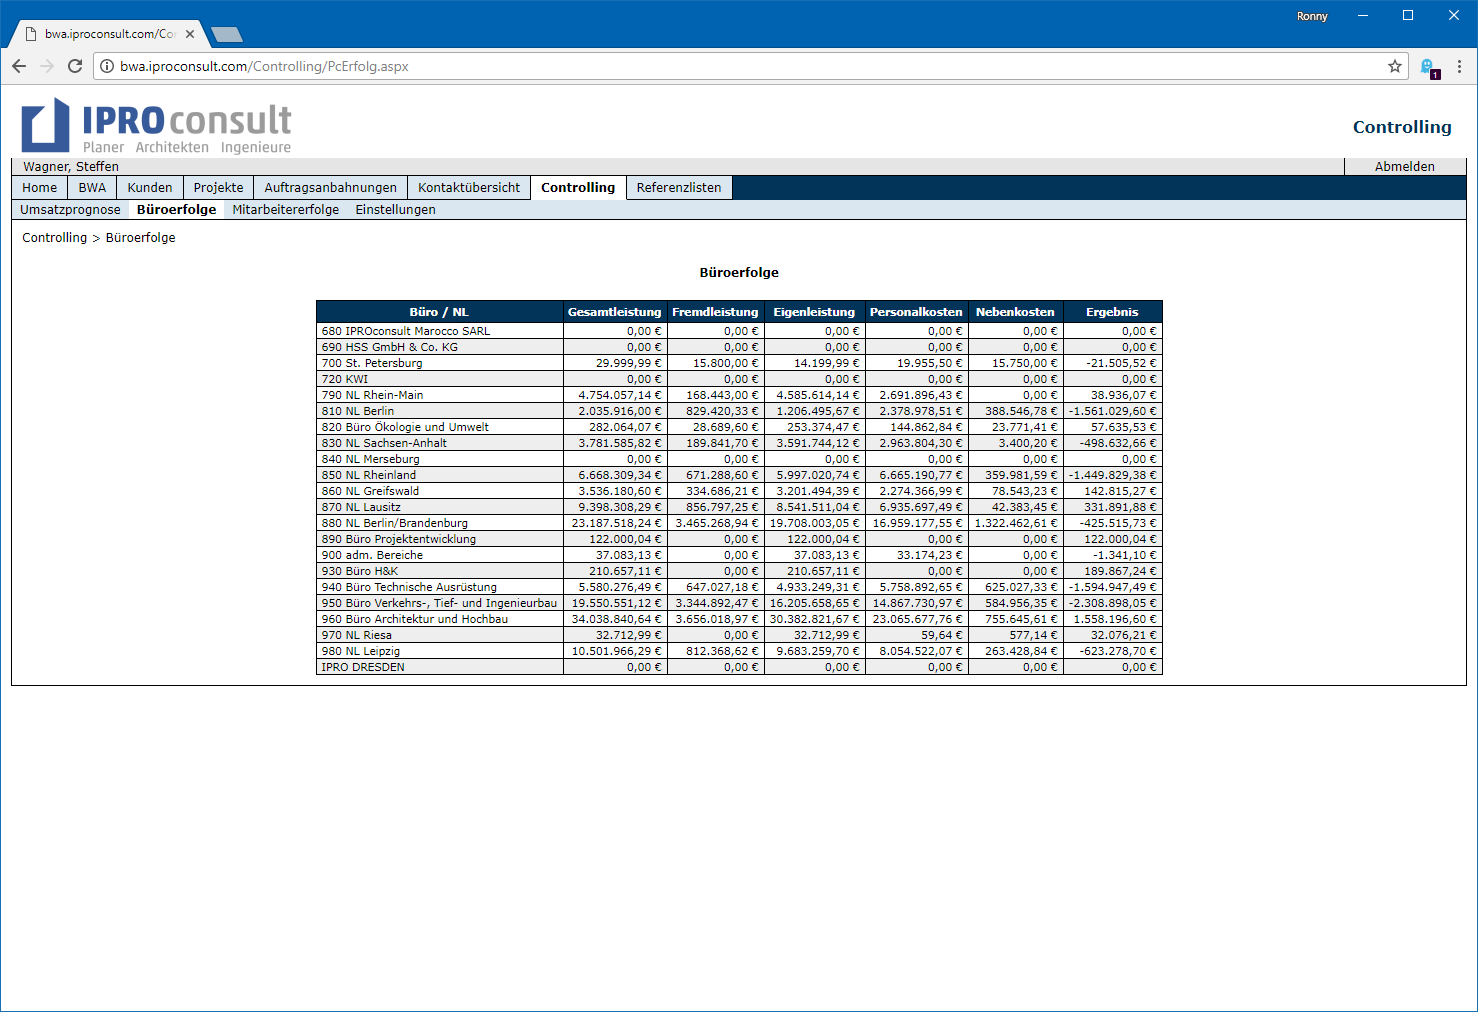 Ronny
bwa.iproconsult.com/Cor
bwa.iproconsult.com/Controlling/PcErfolg.aspx
1
IPROconsult
Planer Architekten Ingenieure
Controlling
Wagner, Steffen Abmelden
Home BWA Kunden Projekte Auftragsanbahnungen Kontaktübersicht Controlling Referenzlisten
Umsatzprognose Büroerfolge Mitarbeitererfolge Einstellungen
Controlling > Büroerfolge
Büroerfolge
Büro / NL Gesamtleistung Fremdleistung Eigenleistung Personalkosten Nebenkosten Ergebnis
680 IPROconsult Marocco SARL 0,00 € 0,00 € 0,00 € 0,00 € 0,00 € 0,00 €
690 HSS GmbH & Co. KG 0,00 € 0,00 € 0,00 € 0,00 € 0,00 € 0,00 €
700 St. Petersburg 29.999,99 € 15.800,00 € 14.199,99 € 19.955,50 € 15.750,00 € -21.505,52 €
720 KWI 0,00 € 0,00 € 0,00 € 0,00 € 0,00 € 0,00 €
790 NL Rhein-Main 4.754.057,14 € 168.443,00 € 4.585.614,14 € 2.691.896,43 € 0,00 € 38.936,07 €
810 NL Berlin 2.035.916,00 € 829.420,33 € 1.206.495,67 € 2.378.978,51 € 388.546,78 € -1.561.029,60 €
820 Büro Ökologie und Umwelt 282.064,07 € 28.689,60 € 253.374,47 € 144.862,84 € 23.771,41 € 57.635,53 €
830 NL Sachsen-Anhalt 3.781.585,82 € 189.841,70 € 3.591.744,12 € 2.963.804,30 € 3.400,20 € -498.632,66 €
840 NL Merseburg 0,00 € 0,00 € 0,00 € 0,00 € 0,00 € 0,00 €
850 NL Rheinland 6.668.309,34 € 671.288,60 € 5.997.020,74 € 6.665.190,77 € 359.981,59 € -1.449.829,38 €
860 NL Greifswald 3.536.180,60 € 334.686,21 € 3.201.494,39 € 2.274.366,99 € 78.543,23 € 142.815,27 €
870 NL Lausitz 9.398.308,29 € 856.797,25 € 8.541.511,04 € 6.935.697,49 € 42.383,45 € 331.891,88 €
880 NL Berlin/Brandenburg 23.187.518,24 € 3.465.268,94 € 19.708.003,05 € 16.959.177,55 € 1.322.462,61 € -425.515,73 €
890 Büro Projektentwicklung 122.000,04 € 0,00 € 122.000,04 € 0,00 € 0,00 € 122.000,04 €
900 adm. Bereiche 37.083,13 € 0,00 € 37.083,13 € 33.174,23 € 0,00 € -1.341,10 €
930 Büro H&K 210.657,11 € 0,00 € 210.657,11 € 0,00 € 0,00 € 189.867,24 €
940 Büro Technische Ausrüstung 5.580.276,49 € 647.027,18 € 4.933.249,31 € 5.758.892,65 € 625.027,33 € -1.594.947,49 €
950 Büro Verkehrs-, Tief- und Ingenieurbau 19.550.551,12 € 3.344.892,47 € 16.205.658,65 € 14.867.730,97 € 584.956,35 € -2.308.898,05 €
960 Büro Architektur und Hochbau 34.038.840,64 € 3.656.018,97 € 30.382.821,67 € 23.065.677,76 € 755.645,61 € 1.558.196,60 €
970 NL Riesa 32.712,99 € 0,00 € 32.712,99 € 59,64 € 577,14 € 32.076,21 €
980 NL Leipzig 10.501.966,29 € 812.368,62 € 9.683.259,70 € 8.054.522,07 € 263.428,84 € -623.278,70 €
IPRO DRESDEN 0,00 € 0,00 € 0,00 € 0,00 € 0,00 € 0,00 €